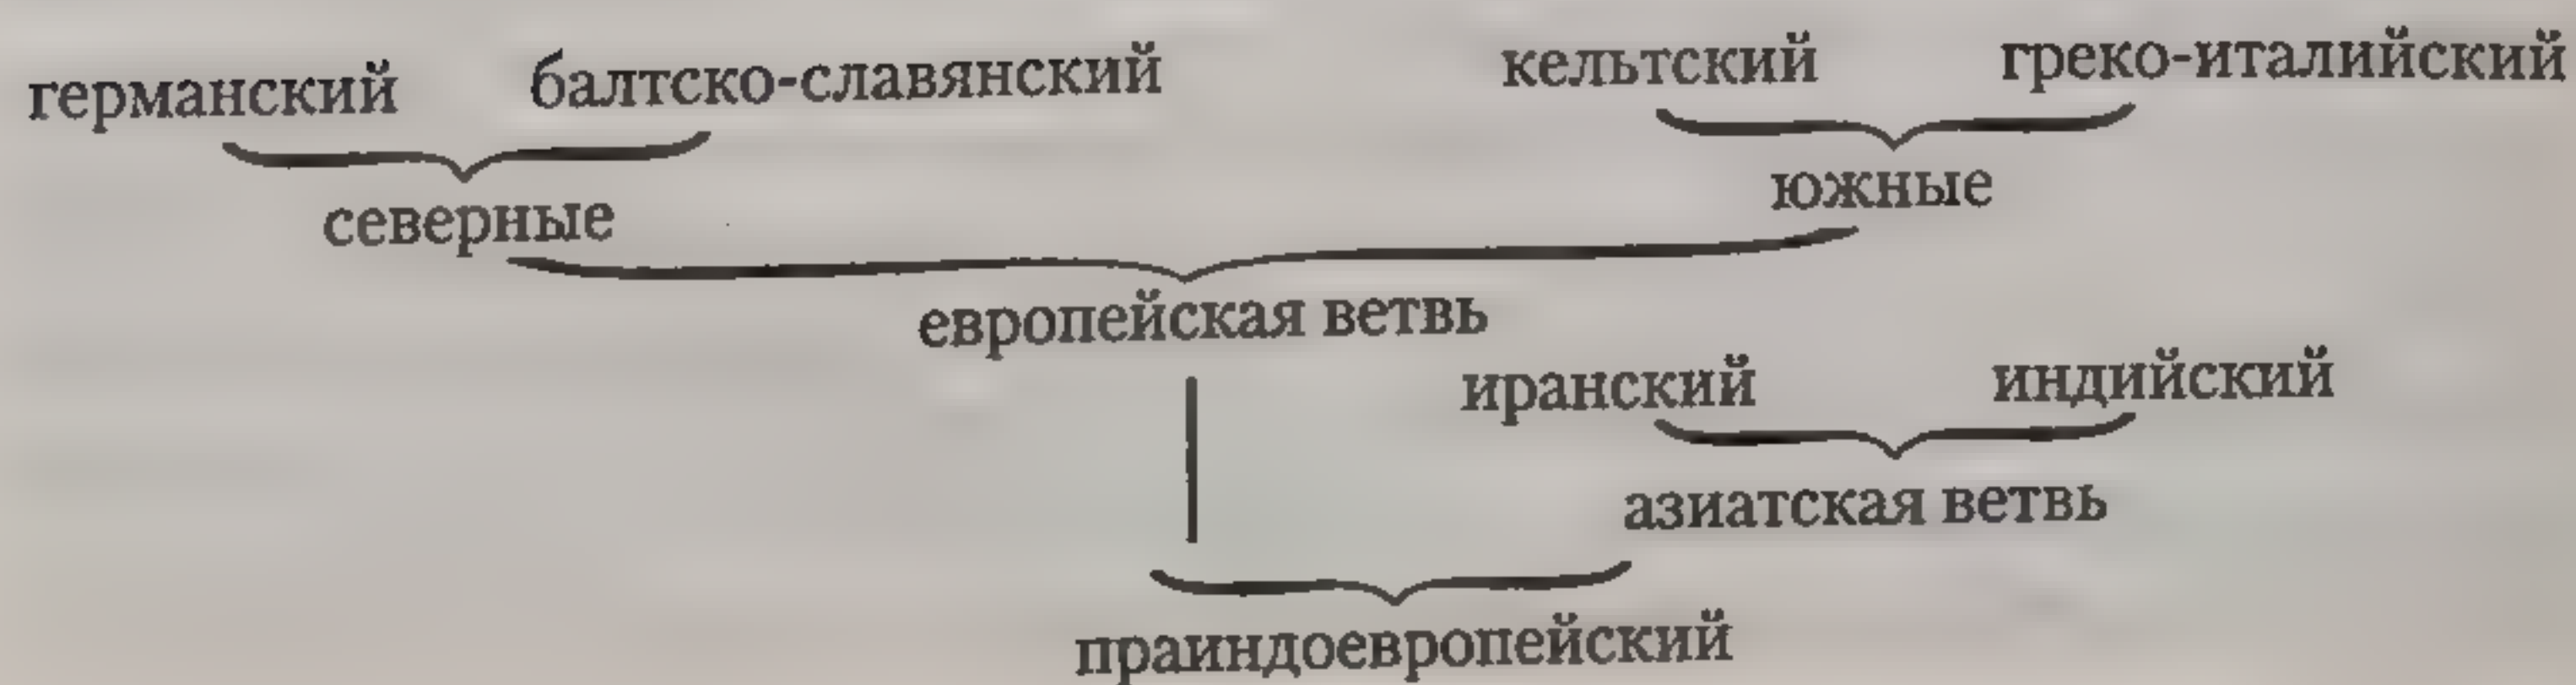 германский балтско-славянский кельтский греко-италийский
северные южные
европейская ветвь
иранский индийский
азиатская ветвь
праиндоевропейский